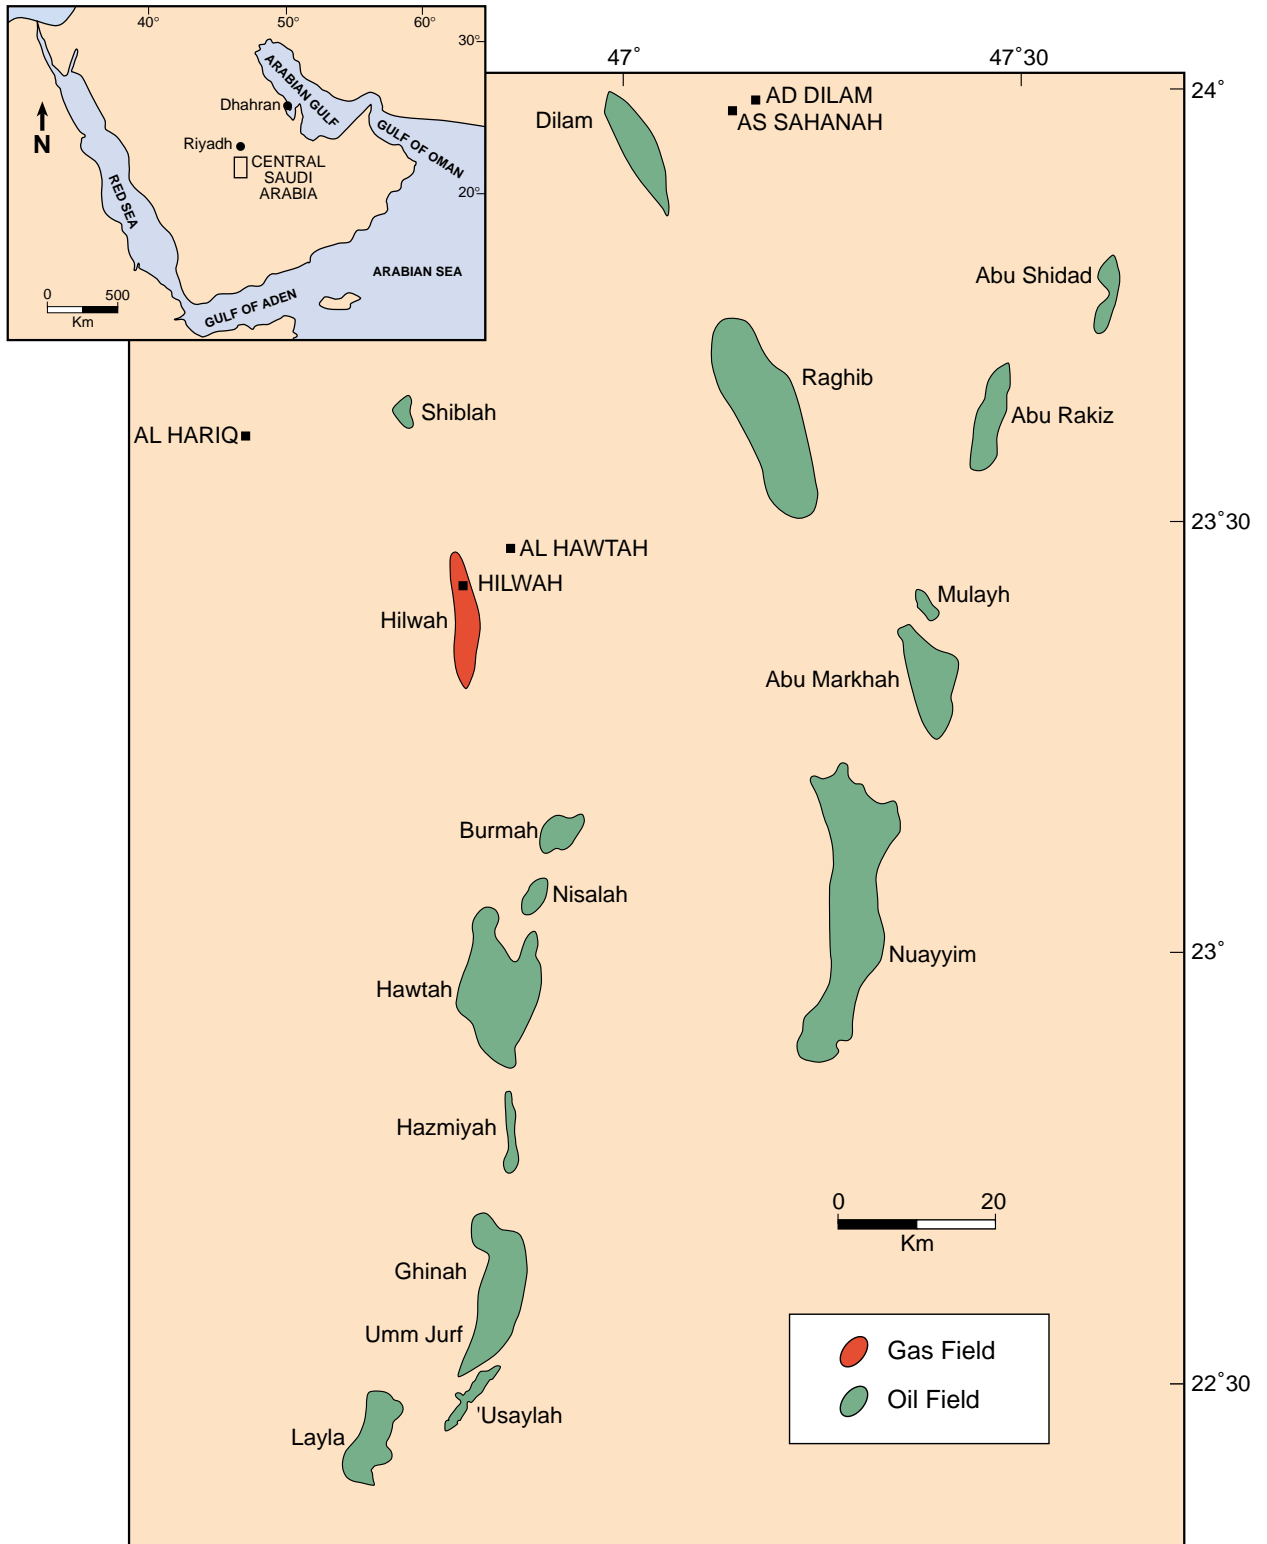 40°
50°
60°
30°
20°
ARABIAN GULF
Dhahran
GULF OF OMAN
Riyadh
CENTRAL
SAUDI
ARABIA
N
RED SEA
ARABIAN SEA
GULF OF ADEN
0 500
Km
47˚
47˚30
24˚
23˚30
23˚
22˚30
Dilam
AD DILAM
AS SAHANAH
Abu Shidad
Raghib
Shiblah
Abu Rakiz
AL HARIQ
AL HAWTAH
HILWAH
Hilwah
Mulayh
Abu Markhah
Burmah
Nisalah
Nuayyim
Hawtah
Hazmiyah
0 20
Km
Ghinah
Umm Jurf
'Usaylah
Layla
Gas Field
Oil Field